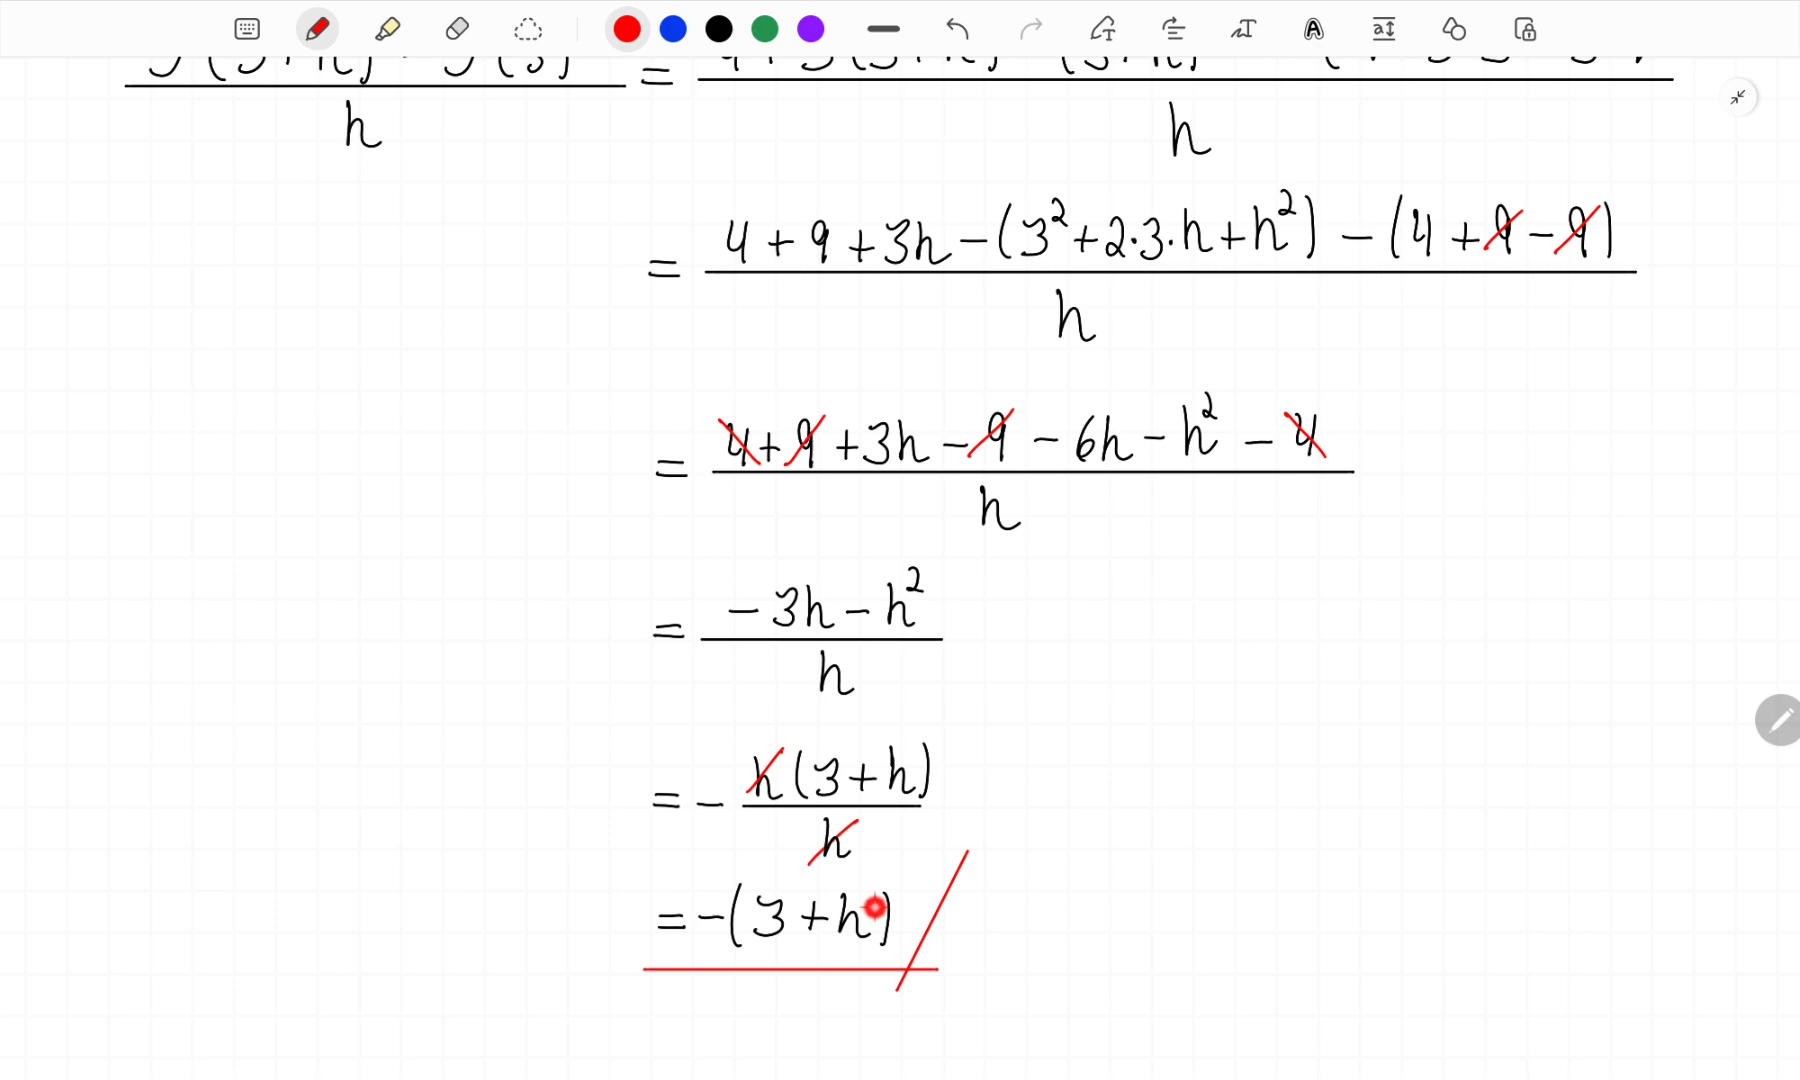 h
h
= 4 + 9 + 3h - (3² + 2·3·h + h²) - (4 + 9 - 9)
h
= 4 + 9 + 3h - 9 - 6h - h² - 4
h
= -3h - h²
h
= - h(3 + h)
h
= -(3 + h)